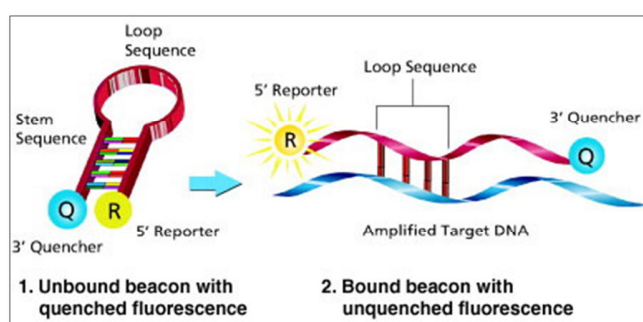 Loop
Sequence
Stem
Sequence
Q
R
3' Quencher
5' Reporter
1. Unbound beacon with
quenched fluorescence
Loop Sequence
5' Reporter
R
3' Quencher
Q
Amplified Target DNA
2. Bound beacon with
unquenched fluorescence